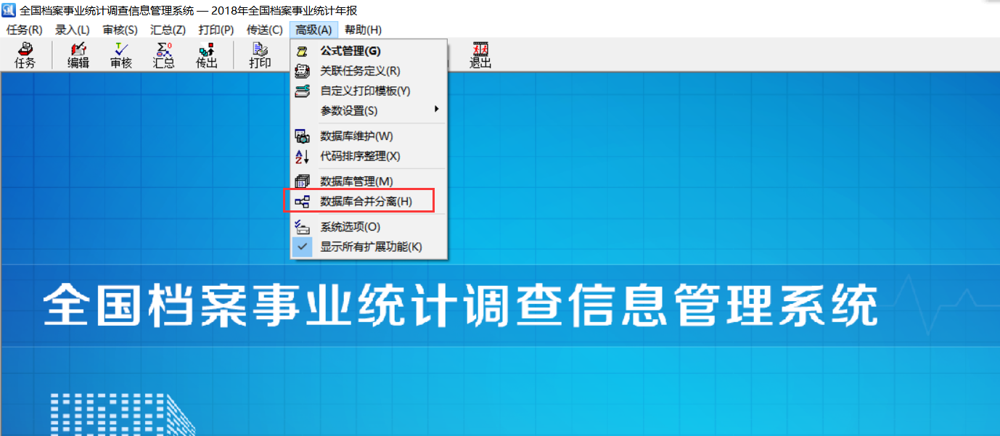 全国档案事业统计调查信息管理系统 — 2018年全国档案事业统计年报
任务(R) 录入(L) 审核(S) 汇总(Z) 打印(P) 传送(C) 高级(A) 帮助(H)
任务 编辑 审核 汇总 传出 打印 退出
公式管理(G)
关联任务定义(R)
自定义打印模板(Y)
参数设置(S)
数据库维护(W)
代码排序整理(X)
数据库管理(M)
数据库合并分离(H)
系统选项(O)
显示所有扩展功能(K)
全国档案事业统计调查信息管理系统